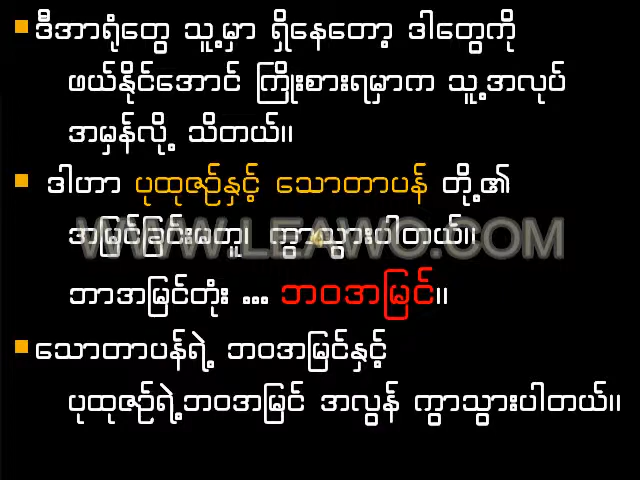 ဒီအာရုံတွေ သူ့မှာ ရှိနေတော့ ဒါတွေကို
ဖယ်နိုင်အောင် ကြိုးစားရမှာက သူ့အလုပ်
အမှန်လို့ သိတယ်။
ဒါဟာ ပုထုဇဉ်နှင့် သောတာပန် တို့၏
အမြင်ခြင်းမတူ၊ ကွာသွားပါတယ်။
WWW.LEAWO.COM
ဘာအမြင်တုံး ... ဘဝအမြင်။
သောတာပန်ရဲ့ ဘဝအမြင်နှင့်
ပုထုဇဉ်ရဲ့ဘဝအမြင် အလွန် ကွာသွားပါတယ်။